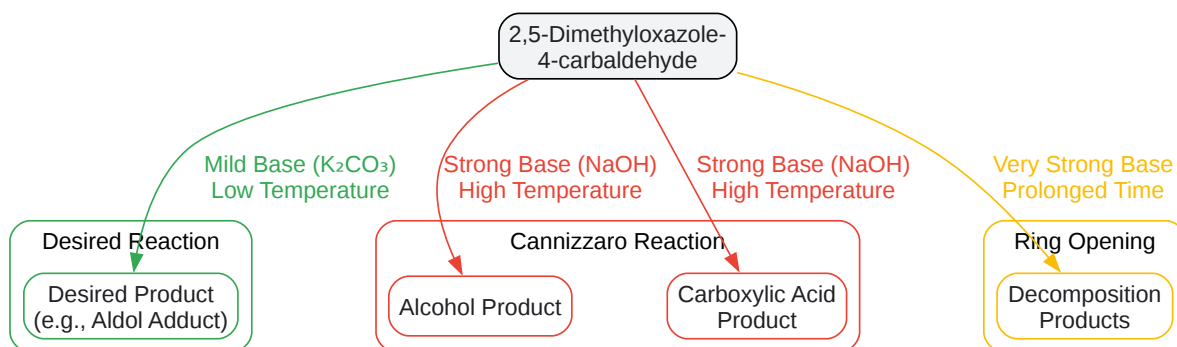 2,5-Dimethyloxazole-
4-carbaldehyde
Mild Base (K₂CO₃)
Low Temperature
Strong Base (NaOH)
High Temperature
Strong Base (NaOH)
High Temperature
Very Strong Base
Prolonged Time
Desired Reaction
Cannizzaro Reaction
Ring Opening
Desired Product
(e.g., Aldol Adduct)
Alcohol Product
Carboxylic Acid
Product
Decomposition
Products